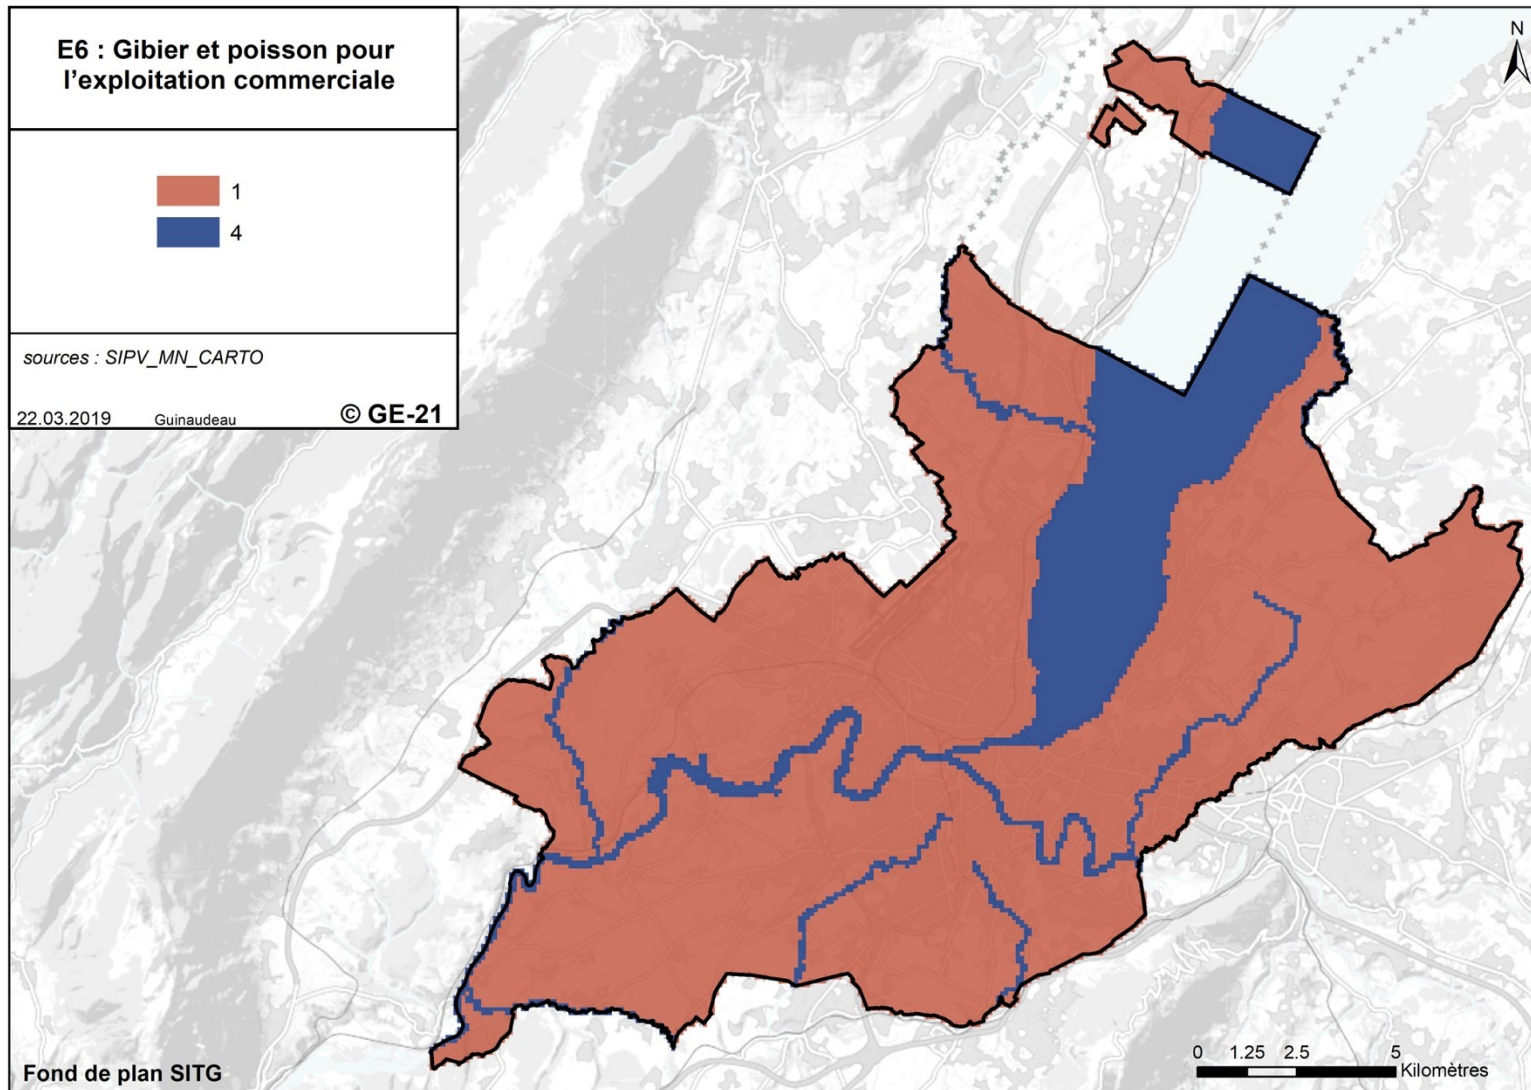 E6 : Gibier et poisson pour
l'exploitation commerciale
1
4
sources : SIPV_MN_CARTO
22.03.2019 Guinaudeau © GE-21
N
0 1.25 2.5 5
Kilomètres
Fond de plan SITG